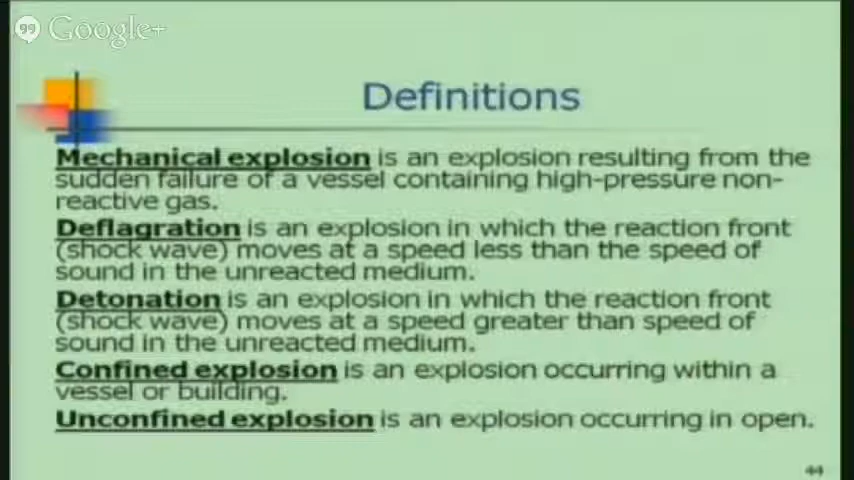 Google+
Definitions
Mechanical explosion is an explosion resulting from the
sudden failure of a vessel containing high-pressure non-
reactive gas.
Deflagration is an explosion in which the reaction front
(shock wave) moves at a speed less than the speed of
sound in the unreacted medium.
Detonation is an explosion in which the reaction front
(shock wave) moves at a speed greater than speed of
sound in the unreacted medium.
Confined explosion is an explosion occurring within a
vessel or building.
Unconfined explosion is an explosion occurring in open.
44